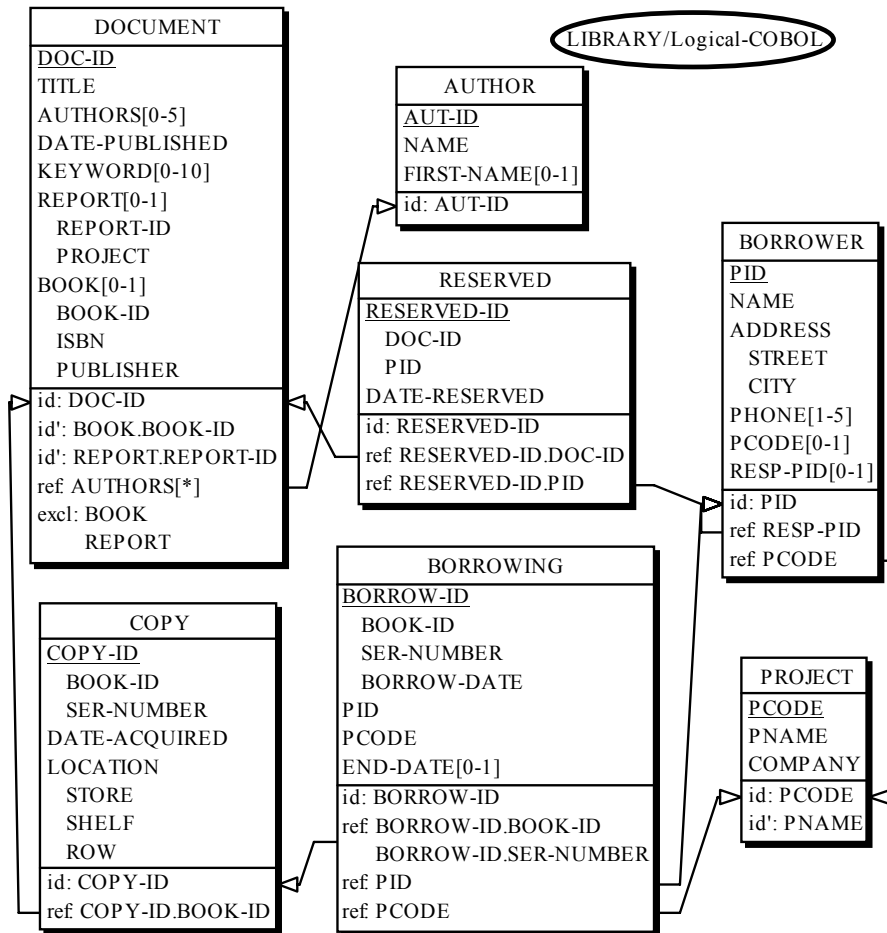 DOCUMENT
DOC-ID
TITLE
AUTHORS[0-5]
DATE-PUBLISHED
KEYWORD[0-10]
REPORT[0-1]
REPORT-ID
PROJECT
BOOK[0-1]
BOOK-ID
ISBN
PUBLISHER
id: DOC-ID
id': BOOK.BOOK-ID
id': REPORT.REPORT-ID
ref: AUTHORS[*]
excl: BOOK
REPORT
LIBRARY/Logical-COBOL
AUTHOR
AUT-ID
NAME
FIRST-NAME[0-1]
id: AUT-ID
RESERVED
RESERVED-ID
DOC-ID
PID
DATE-RESERVED
id: RESERVED-ID
ref: RESERVED-ID.DOC-ID
ref: RESERVED-ID.PID
BORROWER
PID
NAME
ADDRESS
STREET
CITY
PHONE[1-5]
PCODE[0-1]
RESP-PID[0-1]
id: PID
ref: RESP-PID
ref: PCODE
COPY
COPY-ID
BOOK-ID
SER-NUMBER
DATE-ACQUIRED
LOCATION
STORE
SHELF
ROW
id: COPY-ID
ref: COPY-ID.BOOK-ID
BORROWING
BORROW-ID
BOOK-ID
SER-NUMBER
BORROW-DATE
PID
PCODE
END-DATE[0-1]
id: BORROW-ID
ref: BORROW-ID.BOOK-ID
BORROW-ID.SER-NUMBER
ref: PID
ref: PCODE
PROJECT
PCODE
PNAME
COMPANY
id: PCODE
id': PNAME